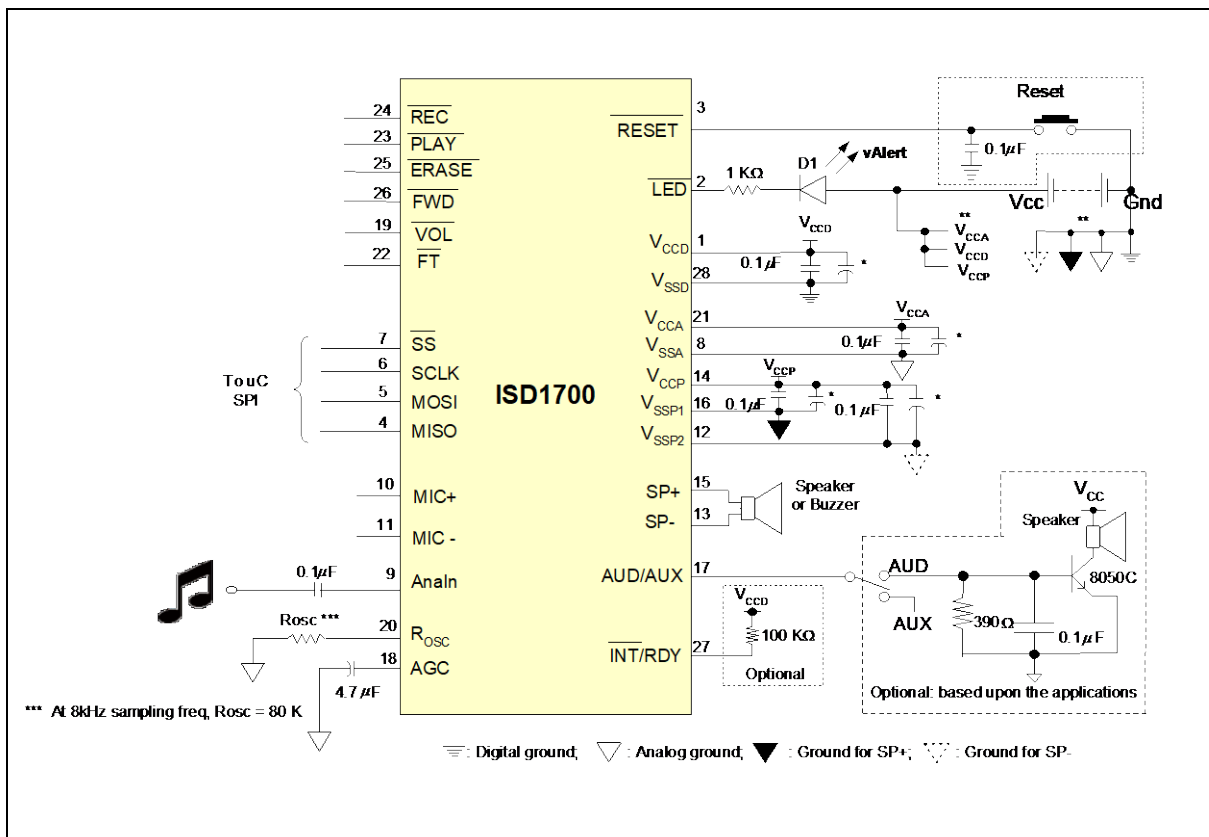 24 REC
23 PLAY
25 ERASE
26 FWD
19 VOL
22 FT
TouC
SPI
7 SS
6 SCLK
5 MOSI
4 MISO
10 MIC+
11 MIC -
0.1µF 9 AnaIn
Rosc *** 20 ROSC
18 AGC
4.7 µF
*** At 8kHz sampling freq, Rosc = 80 K
ISD1700
RESET 3
Reset
0.1µF
LED 2
1 KΩ
D1
vAlert
Vcc
Gnd
**
VCCA
VCCD
VCCP
**
VCCD 1
VCCD
0.1µF
*
VSSD 28
VCCA 21
VCCA
0.1µF
*
VSSA 8
VCCP 14
VCCP
0.1µF
*
0.1µF
*
VSSP1 16
VSSP2 12
SP+ 15
SP- 13
Speaker
or Buzzer
AUD/AUX 17
VCCD
100 KΩ
INT/RDY 27
Optional
AUD
AUX
VCC
Speaker
8050C
390Ω
0.1µF
Optional: based upon the applications
: Digital ground; : Analog ground; : Ground for SP+; : Ground for SP-